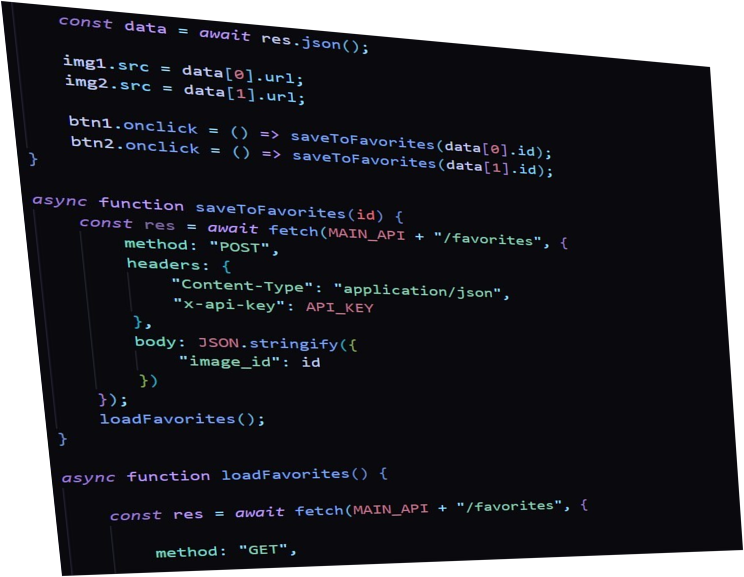 const data = await res.json();
img1.src = data[0].url;
img2.src = data[1].url;
btn1.onclick = () => saveToFavorites(data[0].id);
btn2.onclick = () => saveToFavorites(data[1].id);
}
async function saveToFavorites(id) {
const res = await fetch(MAIN_API + "/favorites", {
method: "POST",
headers: {
"Content-Type": "application/json",
"x-api-key": API_KEY
},
body: JSON.stringify({
"image_id": id
})
});
loadFavorites();
}
async function loadFavorites() {
const res = await fetch(MAIN_API + "/favorites", {
method: "GET",